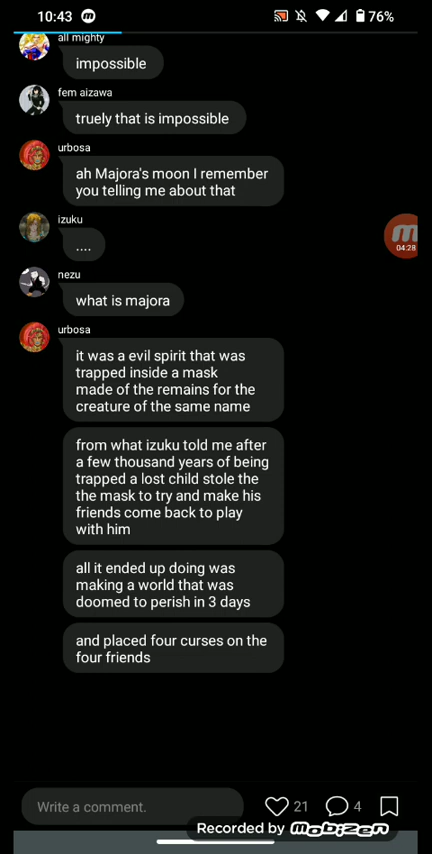 10:43
76%
all mighty
impossible
fem aizawa
truely that is impossible
urbosa
ah Majora's moon I remember
you telling me about that
izuku
....
04:28
nezu
what is majora
urbosa
it was a evil spirit that was
trapped inside a mask
made of the remains for the
creature of the same name
from what izuku told me after
a few thousand years of being
trapped a lost child stole the
the mask to try and make his
friends come back to play
with him
all it ended up doing was
making a world that was
doomed to perish in 3 days
and placed four curses on the
four friends
Write a comment.
21
4
Recorded by mobizen